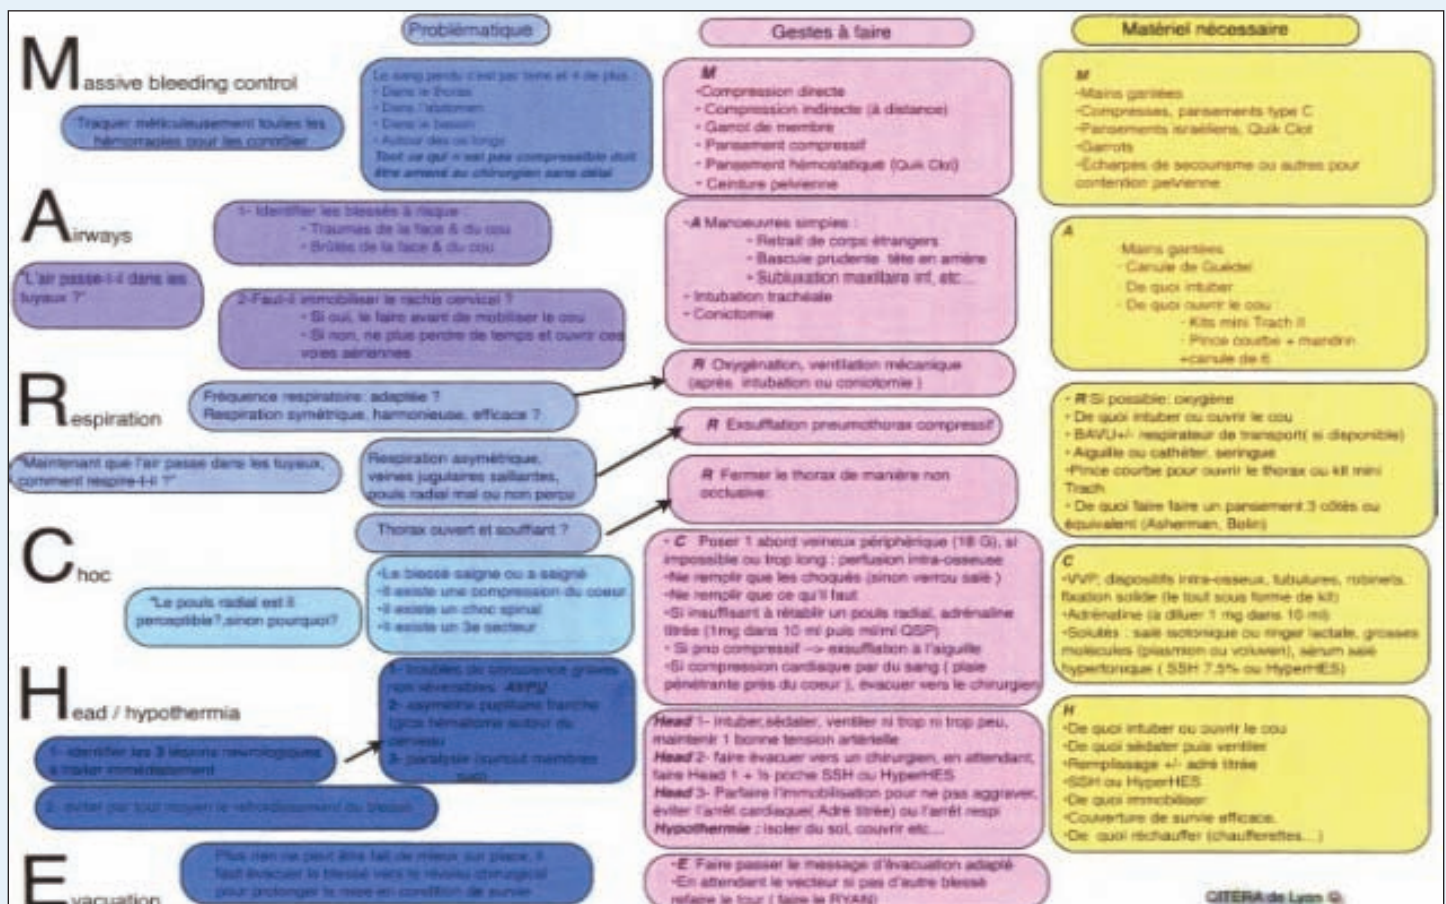 Problématique
Gestes à faire
Matériel nécessaire
Massive bleeding control
"Traquer méticuleusement toutes les
hémorragies pour les contrôler
Le sang perdu c'est par terre et 4 de plus :
• Dans le thorax
• Dans l'abdomen
• Dans le bassin
• Autour des os longs
Tout ce qui n'est pas compressible doit
être amené au chirurgien sans délai
M
•Compression directe
• Compression indirecte (à distance)
• Garrot de membre
• Pansement compressif
• Pansement hémostatique (Quik Clot)
• Ceinture pelvienne
M
•Mains gantées
•Compresses, pansements type C
•Pansements israéliens, Quik Clot
•Garrots
•Echarpes de secourisme ou autres pour
contention pelvienne
Airways
"L'air passe-t-il dans les
tuyaux ?"
1- Identifier les blessés à risque :
• Traumas de la face & du cou
• Brûlés de la face & du cou
2-Faut-il immobiliser le rachis cervical ?
• Si oui, le faire avant de mobiliser le cou
• Si non, ne plus perdre de temps et ouvrir ces
voies aériennes
•A Manoeuvres simples :
• Retrait de corps étrangers
• Bascule prudente tête en arrière
• Subluxation maxillaire inf, etc...
• Intubation trachéale
• Coniotomie
A
Mains gantées
· Canule de Guédel
De quoi intuber
· De quoi ouvrir le cou :
· Kits mini Trach II
· Pince courbe + mandrin
+canule de 6
Respiration
"Maintenant que l'air passe dans les tuyaux,
comment respire-t-il ?"
Fréquence respiratoire: adaptée ?
Respiration symétrique, harmonieuse, efficace ?
Respiration asymétrique,
veines jugulaires saillantes,
pouls radial mal ou non perçu
Thorax ouvert et soufflant ?
R Oxygénation, ventilation mécanique
(après intubation ou coniotomie )
R Exsufflation pneumothorax compressif
R Fermer le thorax de manière non
occlusive:
• R Si possible: oxygène
• De quoi intuber ou ouvrir le cou
• BAVU+/- respirateur de transport( si disponible)
• Aiguille ou cathéter, seringue
•Pince courbe pour ouvrir le thorax ou kit mini
Trach
• De quoi faire faire un pansement 3 côtés ou
équivalent (Asherman, Bolin)
Choc
"Le pouls radial est il
perceptible?,sinon pourquoi?
•Le blessé saigne ou a saigné
•Il existe une compression du coeur
•Il existe un choc spinal
•Il existe un 3e secteur
• C Poser 1 abord veineux périphérique (18 G), si
impossible ou trop long : perfusion intra-osseuse
•Ne remplir que les choqués (sinon verrou salé )
•Ne remplir que ce qu'il faut
•Si insuffisant à rétablir un pouls radial, adrénaline
titrée (1mg dans 10 ml puis ml/ml QSP)
• Si pno compressif --> exsufflation à l'aiguille
•Si compression cardiaque par du sang ( plaie
pénétrante près du coeur ), évacuer vers le chirurgien
C
•VVP, dispositifs intra-osseux, tubulures, robinets,
fixation solide (le tout sous forme de kit)
•Adrénaline (a diluer 1 mg dans 10 ml)
•Solutés : salé isotonique ou ringer lactate, grosses
molécules (plasmion ou voluven), sérum salé
hypertonique ( SSH 7.5% ou HyperHES)
Head / hypothermia
1- identifier les 3 lésions neurologiques
à traiter immédiatement
2- éviter par tout moyen le refroidissement du blessé
1- troubles de conscience graves
non réversibles AVPU
2- asymétrie pupillaire franche
(gros hématome autour du
cerveau
3- paralysie (surtout membres
Head 1- Intuber,sédater, ventiler ni trop ni trop peu,
maintenir 1 bonne tension artérielle
Head 2- faire évacuer vers un chirurgien, en attendant,
faire Head 1 + ½ poche SSH ou HyperHES
Head 3- Parfaire l'immobilisation pour ne pas aggraver,
éviter l'arrêt cardiaque( Adré titrée) ou l'arrêt respi
Hypothermie : isoler du sol, couvrir etc...
H
•De quoi intuber ou ouvrir le cou
•De quoi sédater puis ventiler
•Remplissage +/- adré titrée
•SSH ou HyperHES
•De quoi immobiliser
•Couverture de survie efficace,
•De quoi réchauffer (chaufferettes...)
Evacuation
Plus rien ne peut être fait de mieux sur place, il
faut évacuer le blessé vers le niveau chirurgical
pour prolonger la mise en condition de survie
•E Faire passer le message d'évacuation adapté
•En attendant le vecteur si pas d'autre blessé
refaire le tour ( faire le RYAN)
CITERA de Lyon